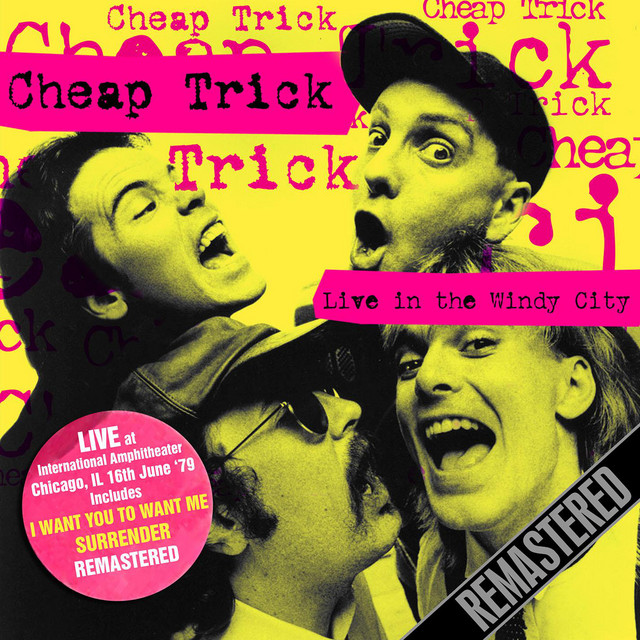 Cheap Trick
Cheap Trick
Cheap Trick
Cheap Trick
Trick
Cheap
Trick
Live in the Windy City
LIVE at
International Amphitheater
Chicago, IL 16th June '79
Includes
I WANT YOU TO WANT ME
SURRENDER
REMASTERED
REMASTERED